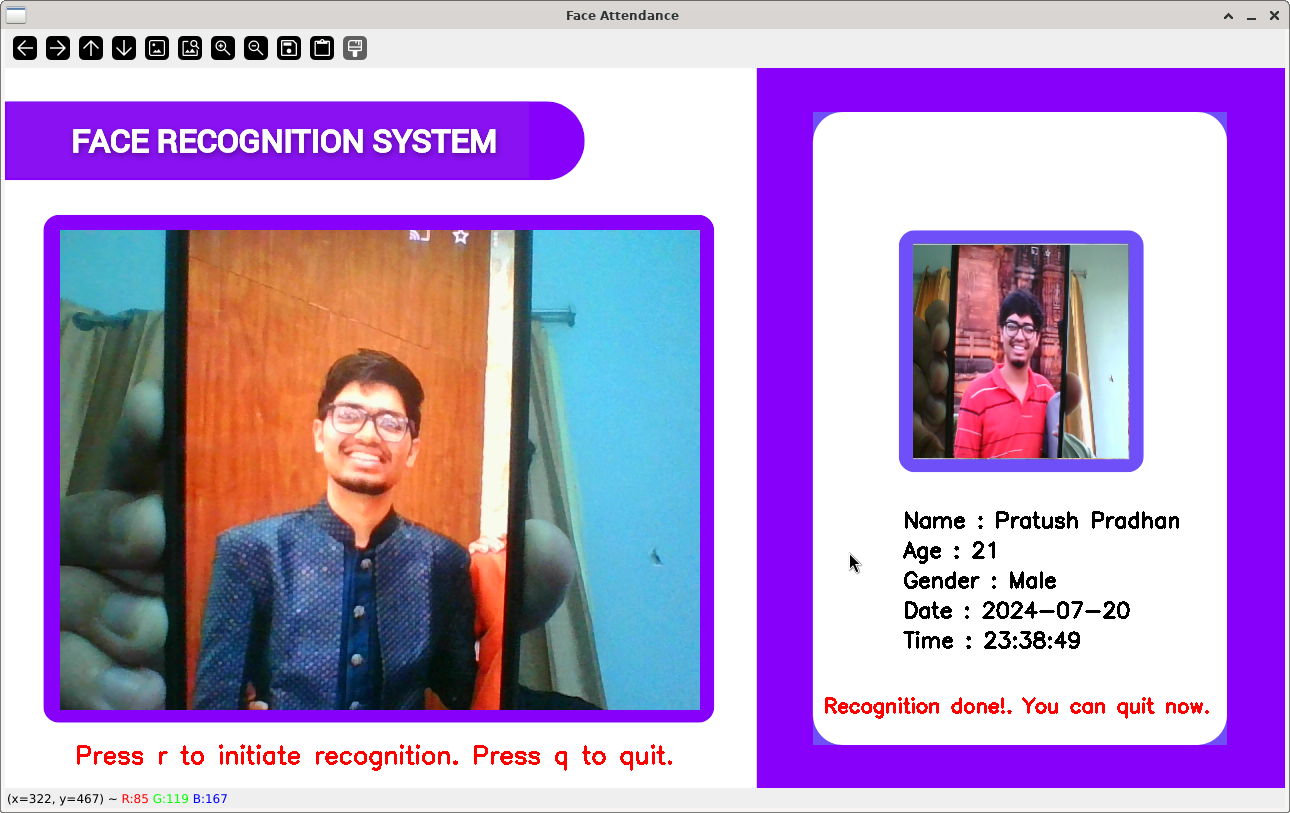 Face Attendance
FACE RECOGNITION SYSTEM
Press r to initiate recognition. Press q to quit.
Name : Pratush Pradhan
Age : 21
Gender : Male
Date : 2024-07-20
Time : 23:38:49
Recognition done!. You can quit now.
(x=322, y=467) ~ R:85 G:119 B:167